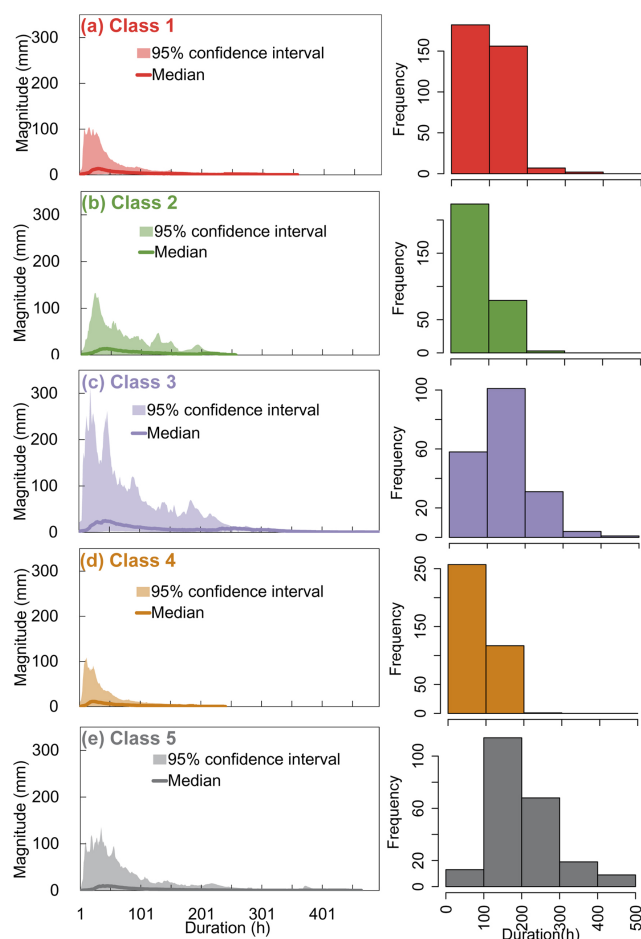 (a) Class 1
95% confidence interval
Median
Magnitude (mm)
300
200
100
0
Frequency
150
100
50
0
(b) Class 2
95% confidence interval
Median
Magnitude (mm)
300
200
100
0
Frequency
150
50
0
(c) Class 3
95% confidence interval
Median
Magnitude (mm)
300
200
100
0
Frequency
100
60
20
0
(d) Class 4
95% confidence interval
Median
Magnitude (mm)
300
200
100
0
Frequency
250
150
50
0
(e) Class 5
95% confidence interval
Median
Magnitude (mm)
300
200
100
0
1 101 201 301 401
Duration (h)
Frequency
100
60
20
0
0 100 200 300 400 500
Duration(h)